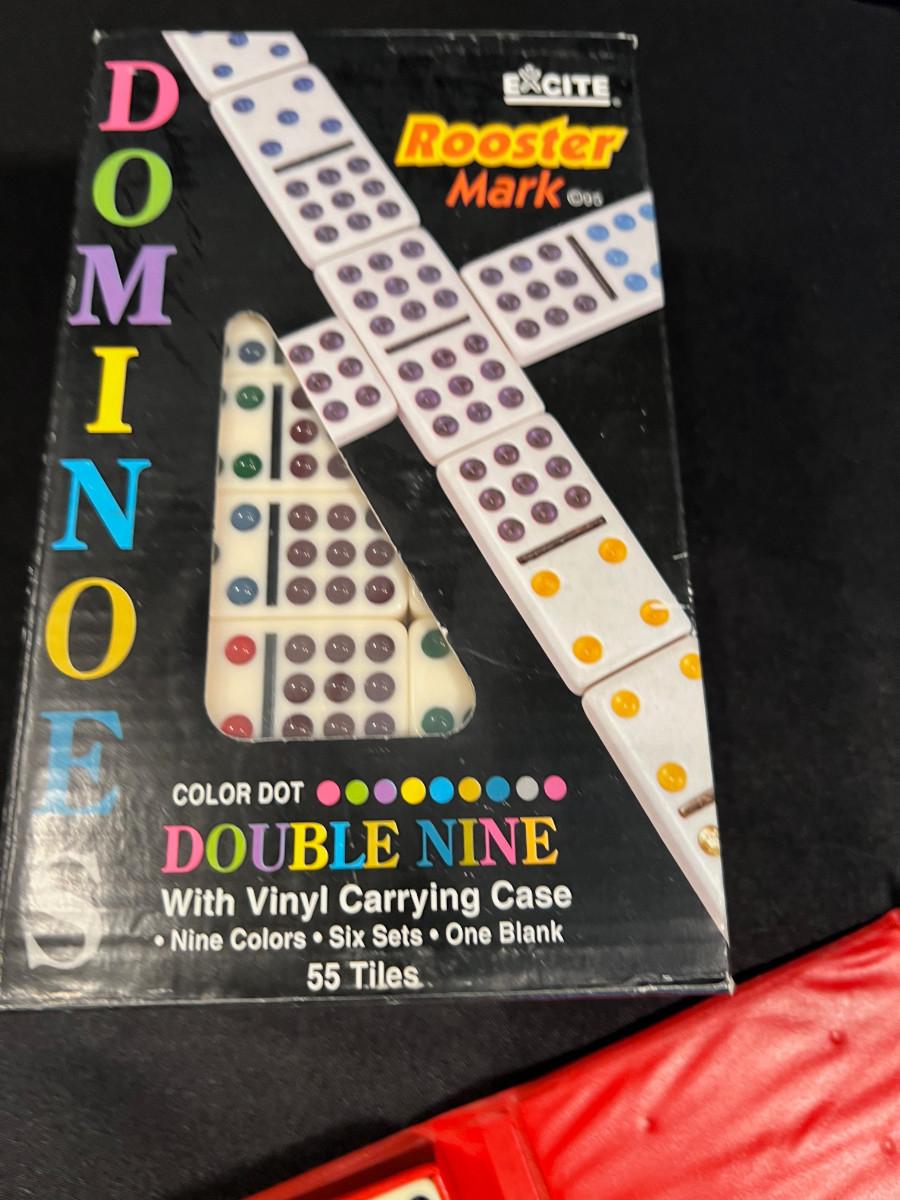 DOMINOES
EXCITE
Rooster
Mark ©95
COLOR DOT
DOUBLE NINE
With Vinyl Carrying Case
• Nine Colors • Six Sets • One Blank
55 Tiles